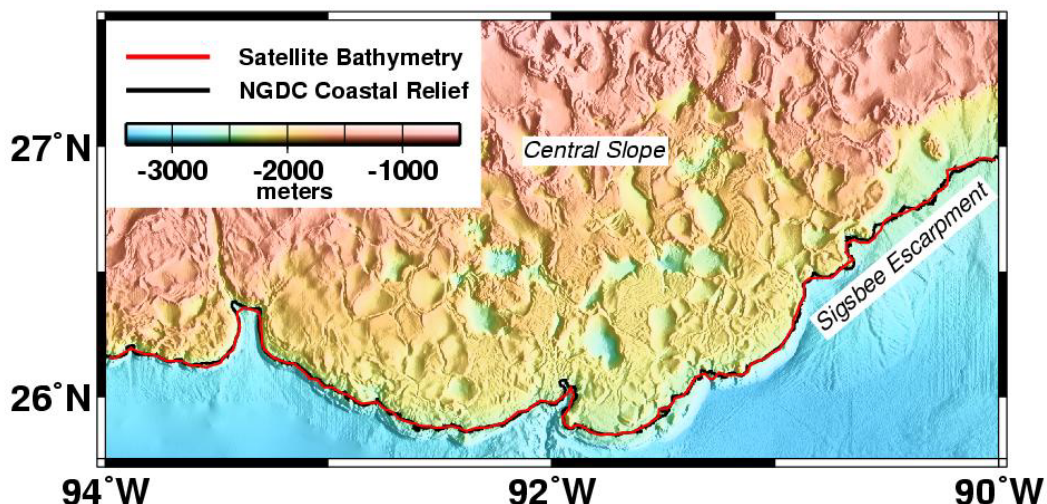 Satellite Bathymetry
NGDC Coastal Relief
-3000 -2000 -1000
meters
Central Slope
Sigsbee Escarpment
27˚N
26˚N
94˚W 92˚W 90˚W